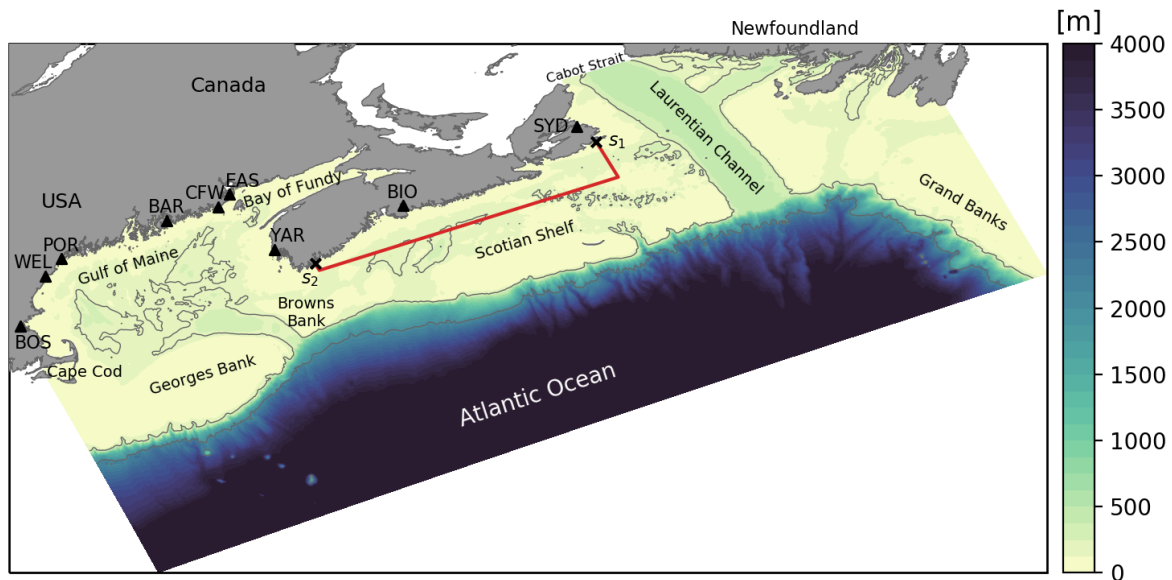 [m]
Newfoundland
4000
Cabot Strait
Canada
Laurentian
Channel
3500
SYD
s1
3000
EAS
CFW
Bay of Fundy
BIO
USA
BAR
Grand Banks
2500
YAR
Scotian Shelf
POR
Gulf of Maine
WEL
s2
2000
Browns
Bank
1500
BOS
Cape Cod
Georges Bank
Atlantic Ocean
1000
500
0